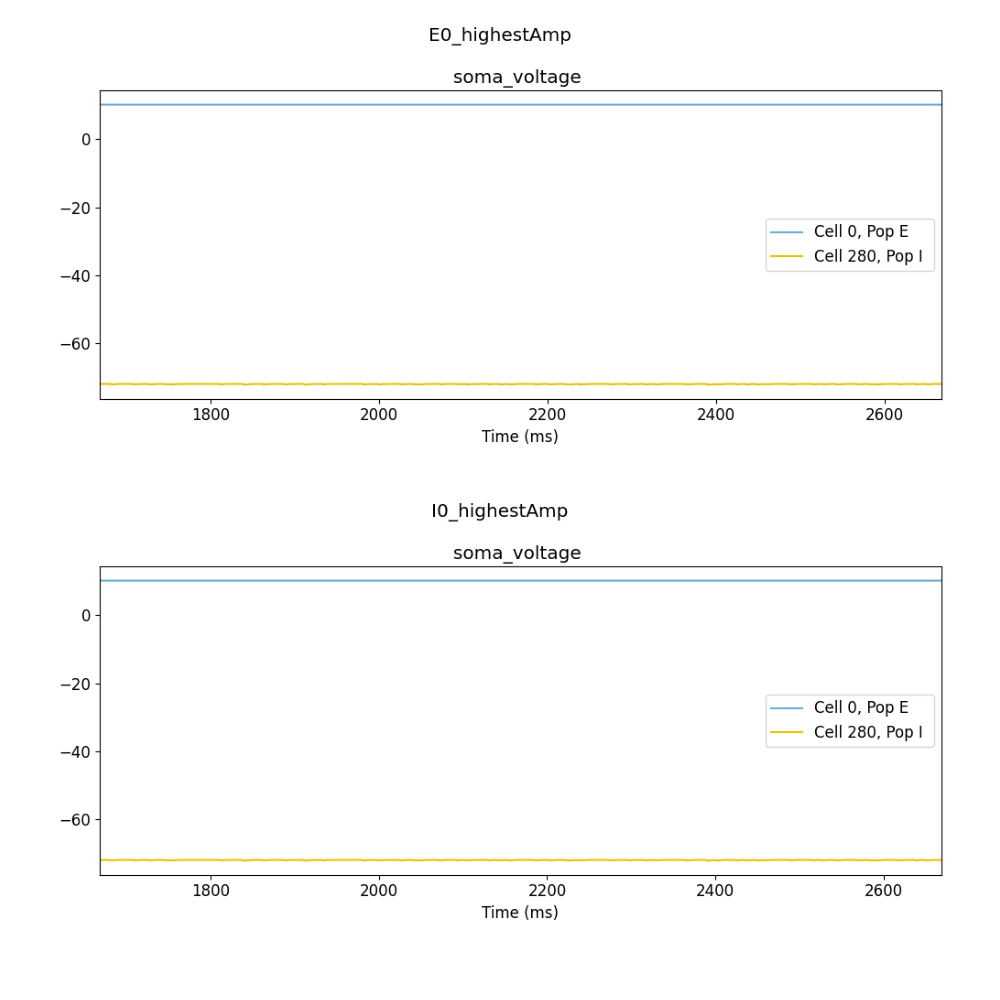 E0_highestAmp
soma_voltage
0
−20
−40
−60
Cell 0, Pop E
Cell 280, Pop I
1800 2000 2200 2400 2600
Time (ms)
I0_highestAmp
soma_voltage
0
−20
−40
−60
Cell 0, Pop E
Cell 280, Pop I
1800 2000 2200 2400 2600
Time (ms)